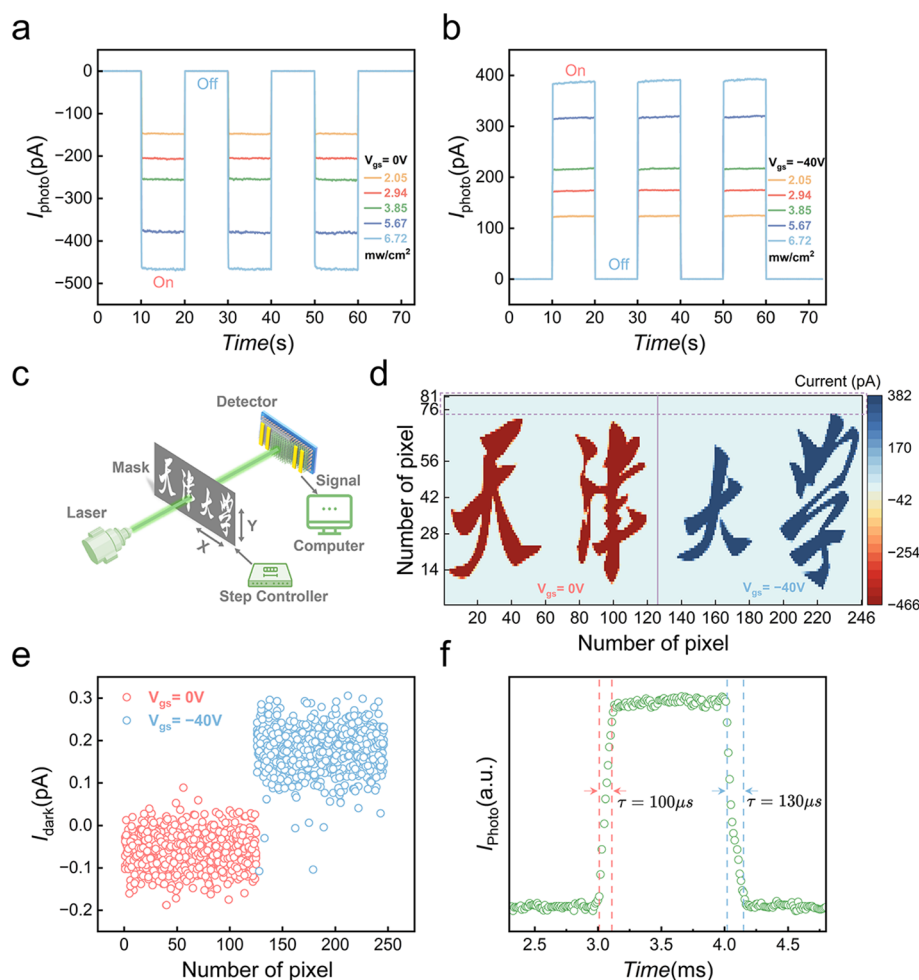 a
0
−100
−200
−300
−400
−500
I_photo(pA)
Off
On
V_gs= 0V
2.05
2.94
3.85
5.67
6.72
mw/cm²
0 10 20 30 40 50 60 70
Time(s)
b
400
300
200
100
0
I_photo(pA)
On
Off
V_gs= −40V
2.05
2.94
3.85
5.67
6.72
mw/cm²
0 10 20 30 40 50 60 70
Time(s)
c
Detector
Mask
天津大学
Signal
Laser
X
Y
Computer
Step Controller
d
Current (pA)
81
76
56
42
28
14
Number of pixel
天津大学
V_gs= 0V
V_gs= −40V
20 40 60 80 100 120 140 160 180 200 220 246
Number of pixel
382
254
127
0
−127
−254
−466
e
0.3
0.2
0.1
0.0
−0.1
−0.2
I_dark(pA)
V_gs= 0V
V_gs= −40V
0 50 100 150 200 250
Number of pixel
f
I_Photo(a.u.)
τ = 100μs
τ = 130μs
2.5 3.0 3.5 4.0 4.5
Time(ms)